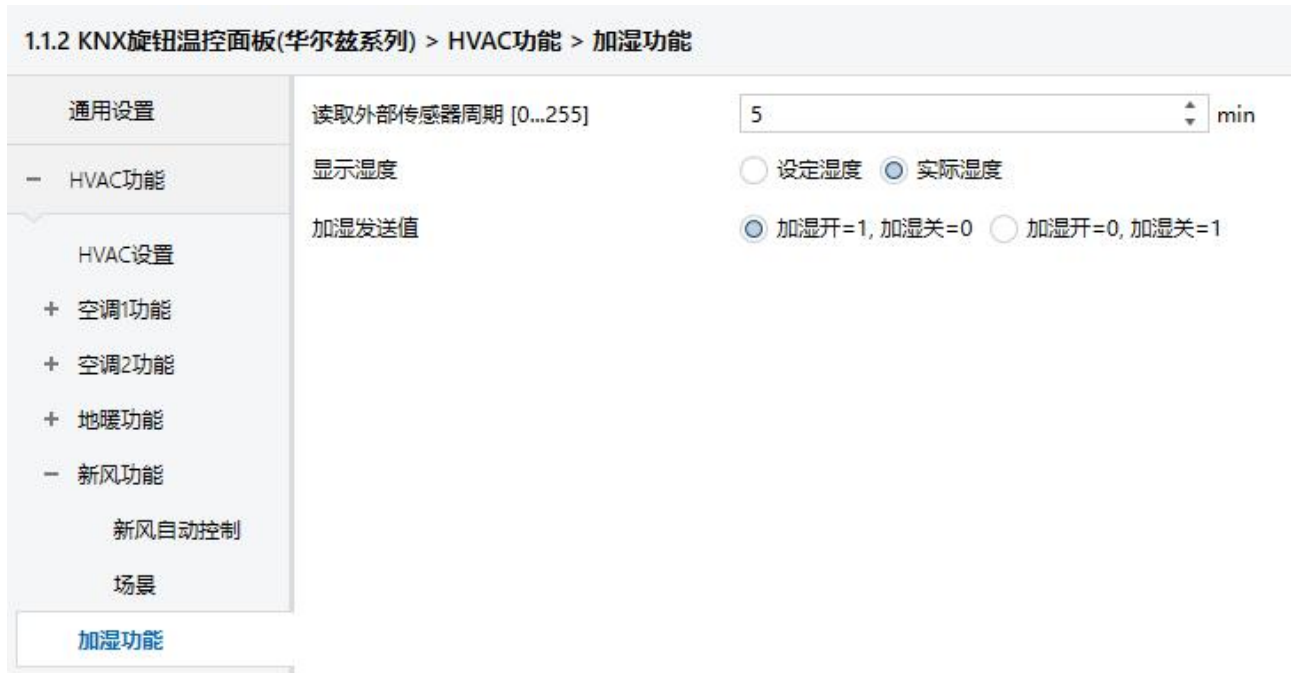 1.1.2 KNX旋钮温控面板(华尔兹系列) > HVAC功能 > 加湿功能
通用设置
− HVAC功能
HVAC设置
+ 空调1功能
+ 空调2功能
+ 地暖功能
− 新风功能
新风自动控制
场景
加湿功能
读取外部传感器周期 [0...255] 5 min
显示湿度 设定湿度 实际湿度
加湿发送值 加湿开=1, 加湿关=0 加湿开=0, 加湿关=1